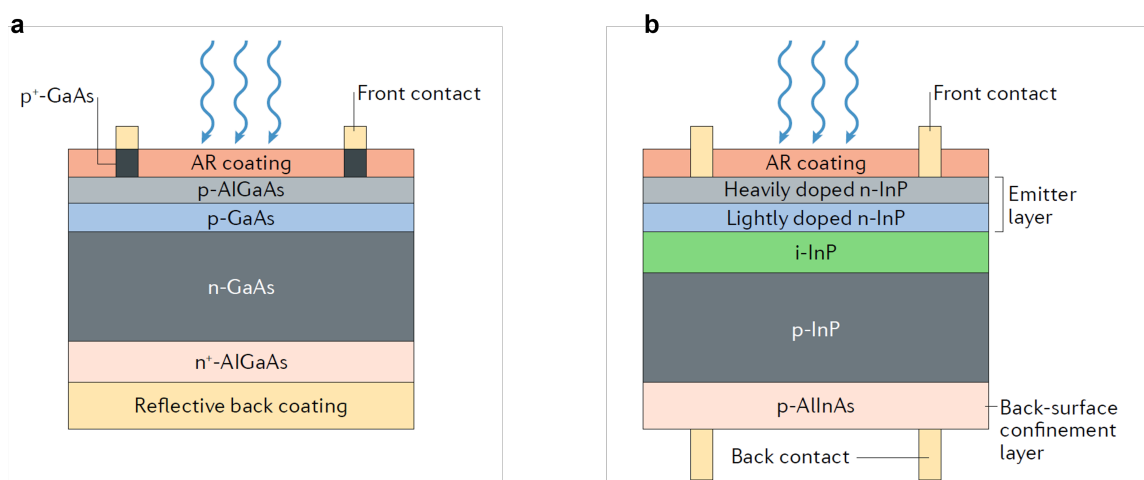 a
p⁺-GaAs
Front contact
AR coating
p-AlGaAs
p-GaAs
n-GaAs
n⁺-AlGaAs
Reflective back coating
b
Front contact
AR coating
Heavily doped n-InP
Lightly doped n-InP
Emitter
layer
i-InP
p-InP
p-AlInAs
Back-surface
confinement
layer
Back contact